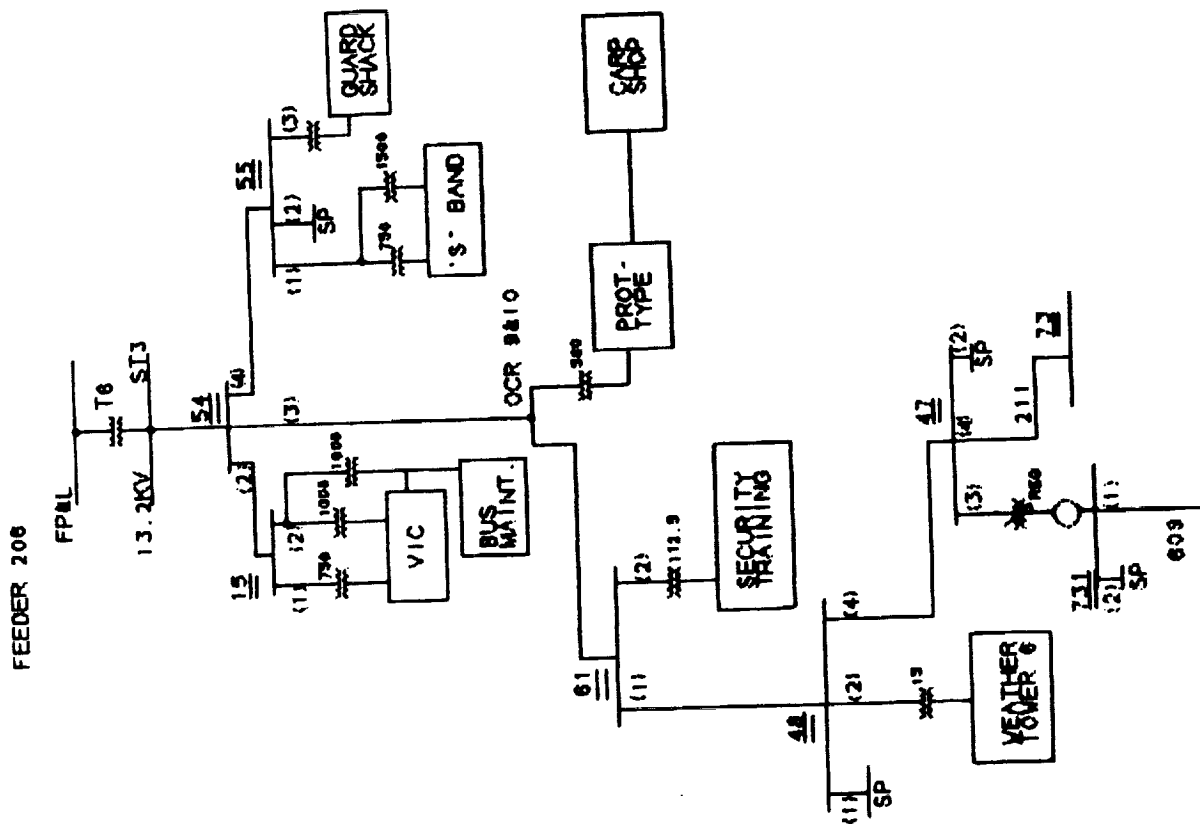 FEEDER 206
FP&L
T6
13.2KV
ST3
54
(4)
(2)
(3)
55
(1)
(2)
SP
(3)
GUARD
SHACK
750
1500
"S" BAND
15
(1)
(2)
750
1000
1000
VIC
BUS
MAINT.
OCR 9&10
300
PROT-
TYPE
CARP
SHOP
61
(1)
(2)
112.5
SECURITY
TRAINING
48
(1)
SP
(2)
(4)
15
WEATHER
TOWER 6
47
(3)
(4)
(2)
SP
REG
211
73
731
(2)
SP
(1)
609